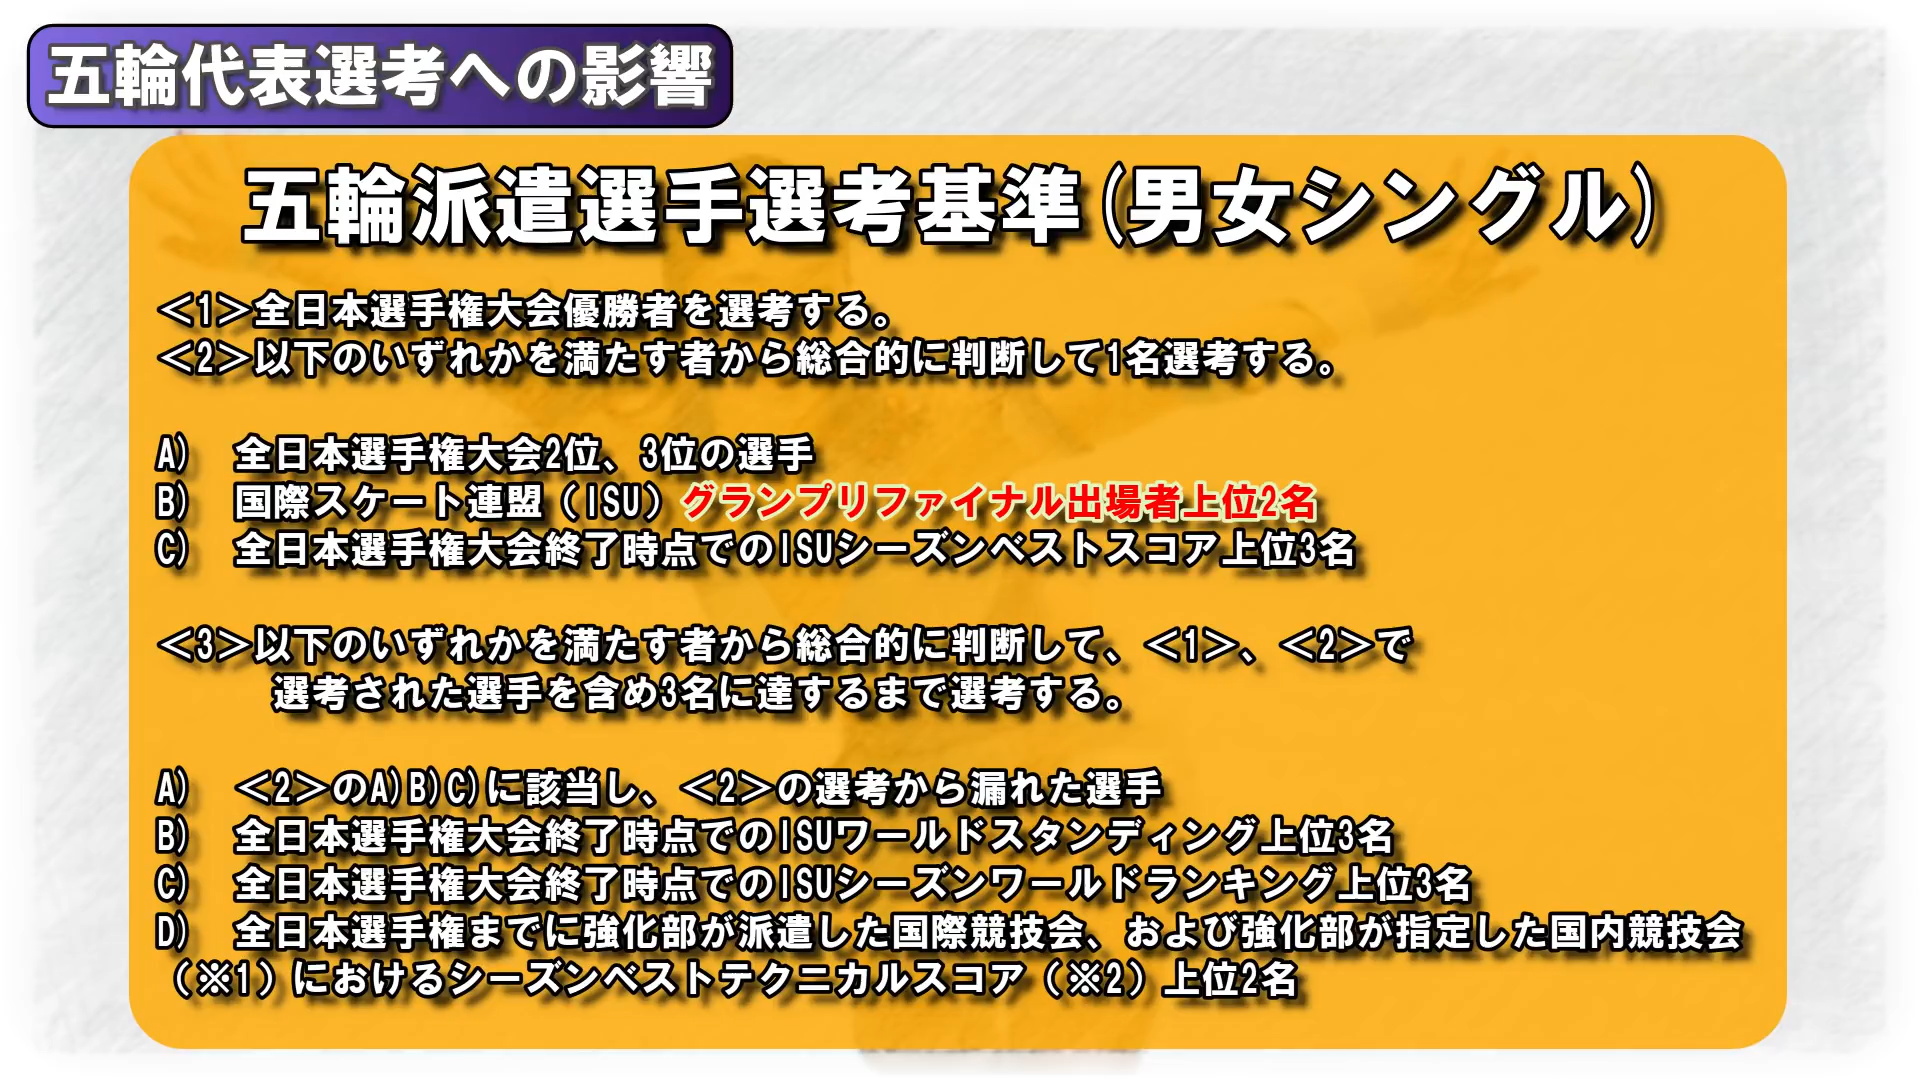 五輪代表選考への影響
五輪派遣選手選考基準(男女シングル)
＜1＞全日本選手権大会優勝者を選考する。
＜2＞以下のいずれかを満たす者から総合的に判断して1名選考する。
A)　全日本選手権大会2位、3位の選手
B)　国際スケート連盟（ISU）グランプリファイナル出場者上位2名
C)　全日本選手権大会終了時点でのISUシーズンベストスコア上位3名
＜3＞以下のいずれかを満たす者から総合的に判断して、＜1＞、＜2＞で
選考された選手を含め3名に達するまで選考する。
A)　＜2＞のA)B)C)に該当し、＜2＞の選考から漏れた選手
B)　全日本選手権大会終了時点でのISUワールドスタンディング上位3名
C)　全日本選手権大会終了時点でのISUシーズンワールドランキング上位3名
D)　全日本選手権までに強化部が派遣した国際競技会、および強化部が指定した国内競技会
（※1）におけるシーズンベストテクニカルスコア（※2）上位2名